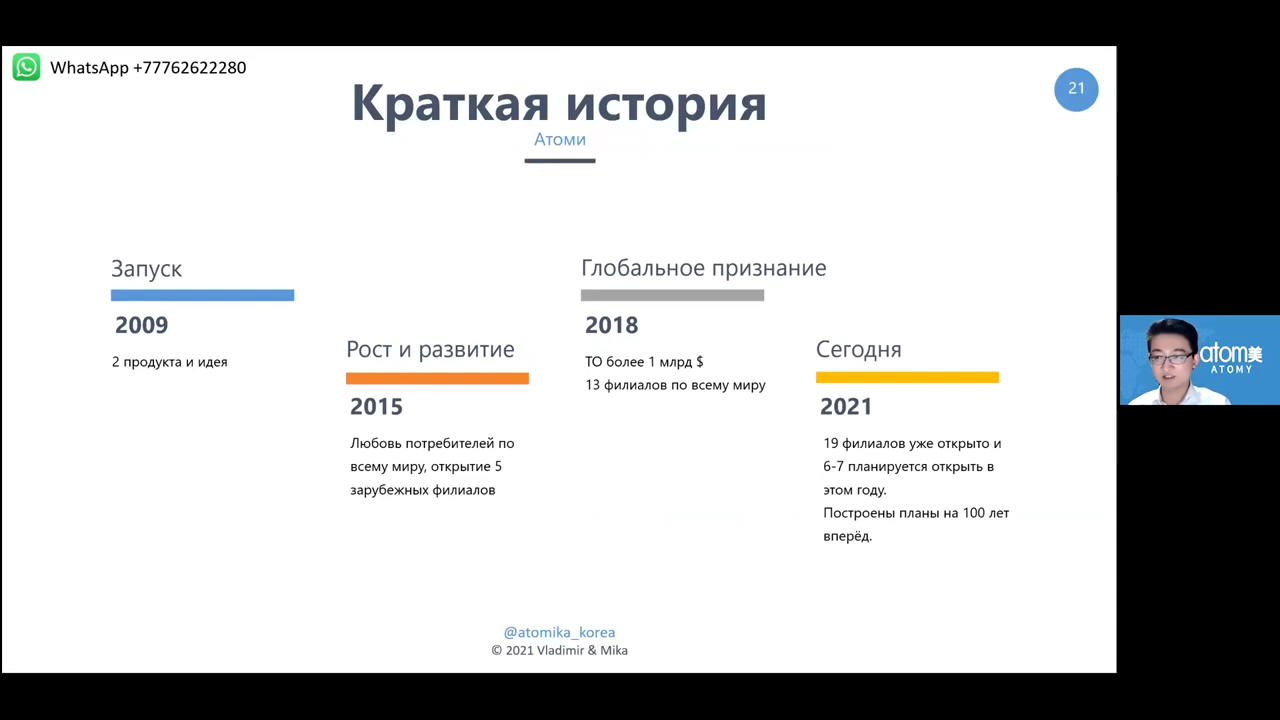 WhatsApp +77762622280
Краткая история
21
Атоми
Запуск
2009
2 продукта и идея
Рост и развитие
2015
Любовь потребителей по
всему миру, открытие 5
зарубежных филиалов
Глобальное признание
2018
ТО более 1 млрд $
13 филиалов по всему миру
Сегодня
2021
19 филиалов уже открыто и
6-7 планируется открыть в
этом году.
Построены планы на 100 лет
вперёд.
@atomika_korea
© 2021 Vladimir & Mika
atom美
ATOMY